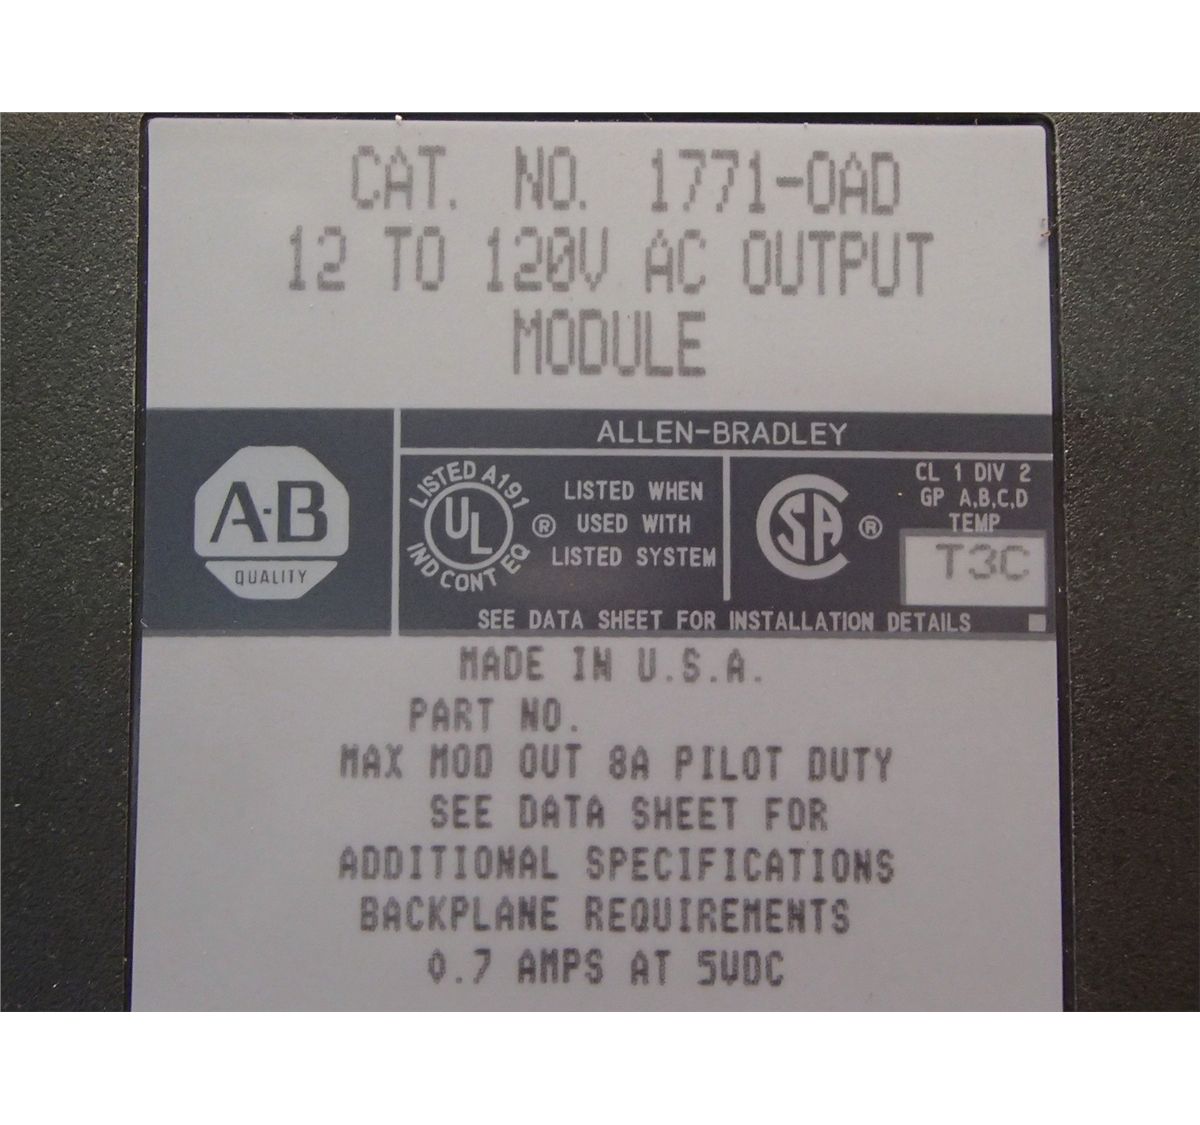 CAT. NO. 1771-OAD
12 TO 120V AC OUTPUT
MODULE
ALLEN-BRADLEY
A-B
QUALITY
LISTED A191
UL
IND CONT EQ
®
LISTED WHEN
USED WITH
LISTED SYSTEM
CSA
®
CL 1 DIV 2
GP A,B,C,D
TEMP
T3C
SEE DATA SHEET FOR INSTALLATION DETAILS
MADE IN U.S.A.
PART NO.
MAX MOD OUT 8A PILOT DUTY
SEE DATA SHEET FOR
ADDITIONAL SPECIFICATIONS
BACKPLANE REQUIREMENTS
0.7 AMPS AT 5VDC